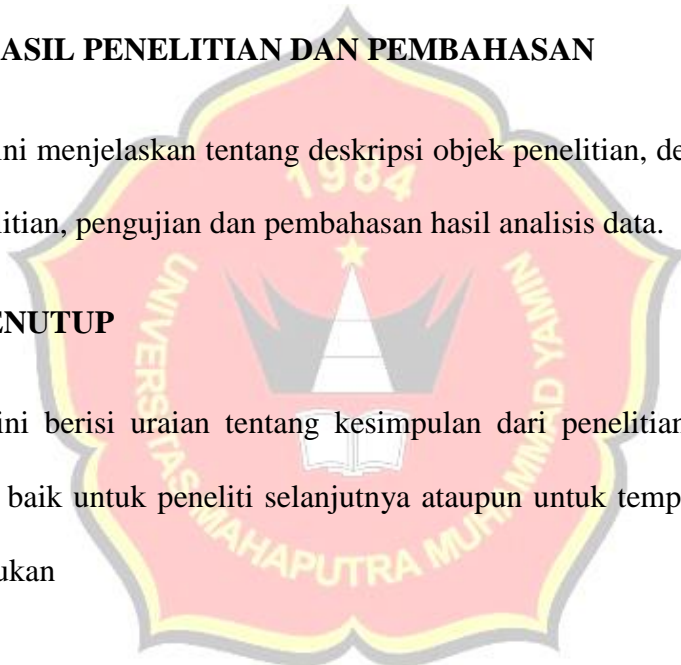 ASIL PENELITIAN DAN PEMBAHASAN
ini menjelaskan tentang deskripsi objek penelitian, de
1984
litian, pengujian dan pembahasan hasil analisis data.
ENUTUP
ini berisi uraian tentang kesimpulan dari penelitian
baik untuk peneliti selanjutnya ataupun untuk temp
ukan
UNIVERSITAS MAHAPUTRA MUHAMMAD YAMIN